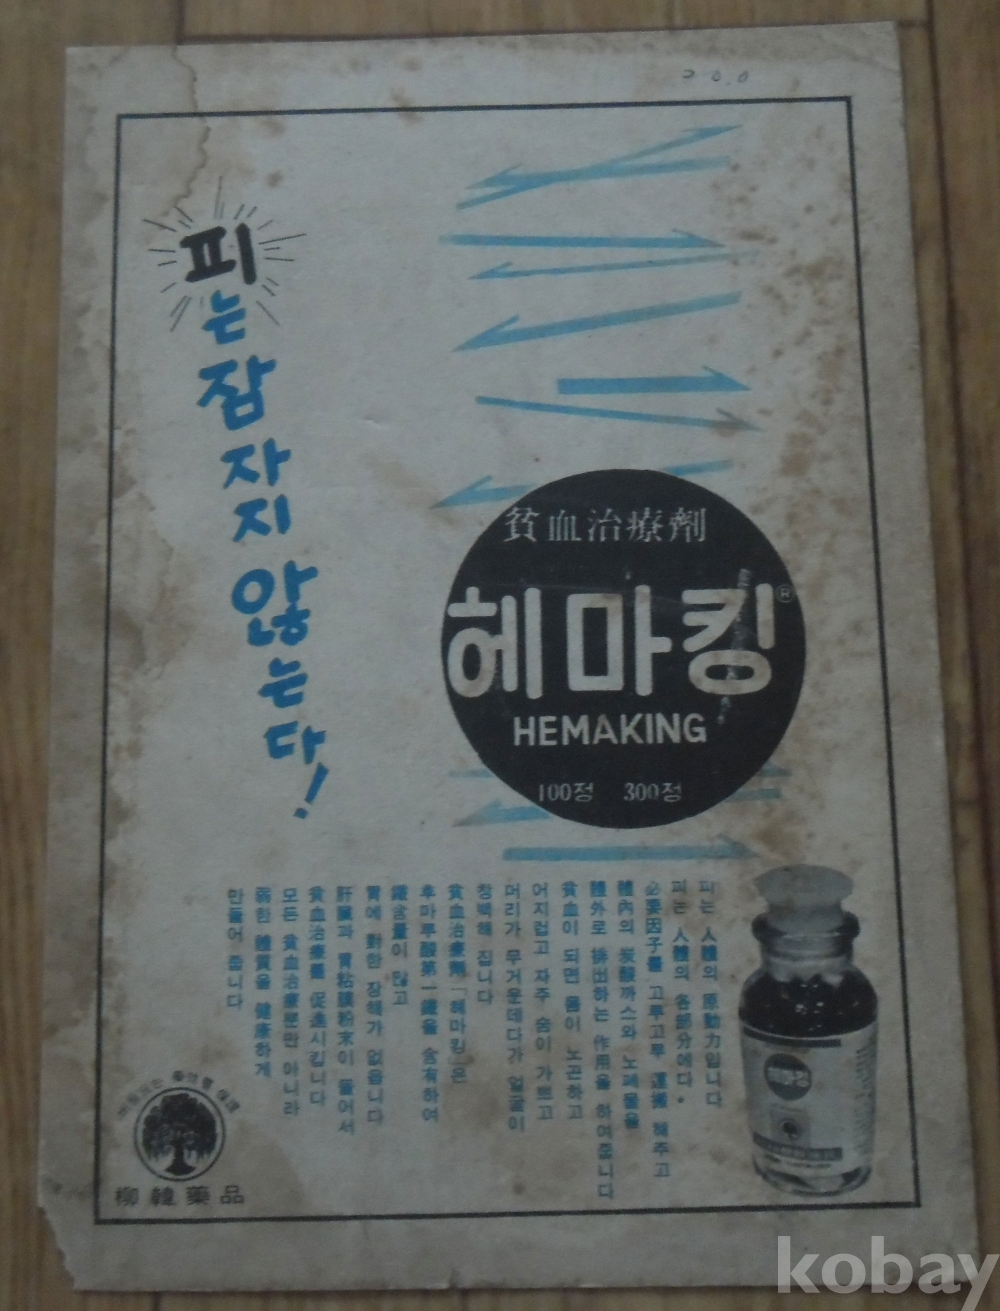 200
피는 잠자지 않는다!
貧血治療劑
헤마킹®
HEMAKING
100정 300정
피는 人體의 原動力입니다
피는 人體의 各部分에다.
必要因子를 고루고루 運搬해주고
體內의 炭酸까스와 노폐물을
體外로 排出하는 作用을 하여줍니다
貧血이 되면 몸이 노곤하고
어지럽고 자주 숨이 가쁘고
머리가 무거운데다가 얼굴이
창백해 집니다
貧血治療劑「헤마킹」은
후마루酸第一鐵을 含有하여
鐵含量이 많고
胃에 對한 장해가 없읍니다
肝臟과 胃粘膜粉末이 들어서
貧血治療를 促進시킵니다
모든 貧血治療뿐만 아니라
弱한 體質을 健康하게
만들어 줍니다
헤마킹
柳韓藥品
kobay